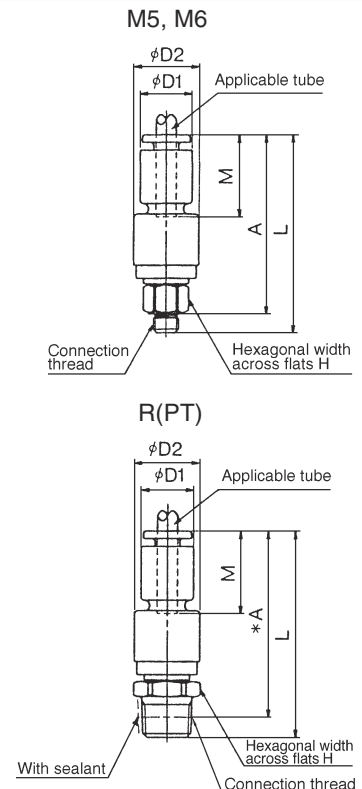 M5, M6
φD2
φD1
Applicable tube
M
A
L
Connection
thread
Hexagonal width
across flats H
R(PT)
φD2
φD1
Applicable tube
M
*A
L
Hexagonal width
across flats H
With sealant
Connection thread